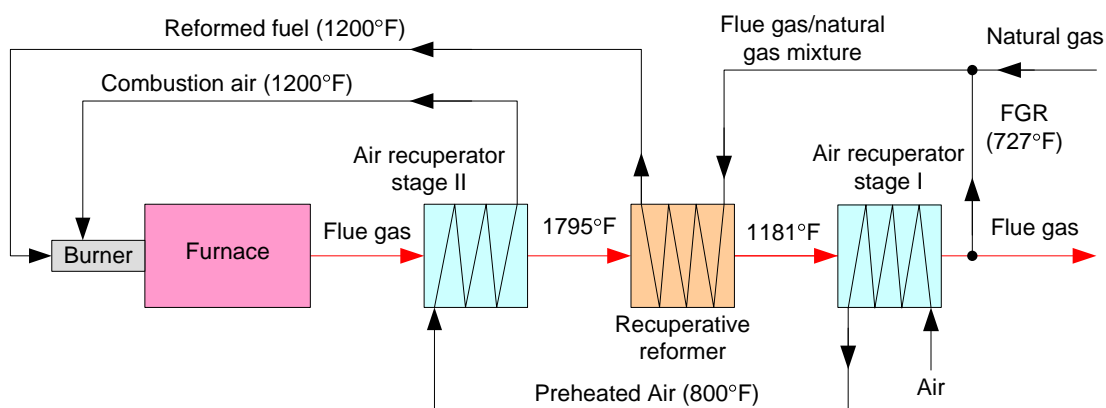 Reformed fuel (1200°F)
Flue gas/natural
gas mixture
Natural gas
Combustion air (1200°F)
FGR
(727°F)
Air recuperator
stage II
Air recuperator
stage I
Flue gas
1795°F
1181°F
Flue gas
Burner
Furnace
Recuperative
reformer
Preheated Air (800°F)
Air